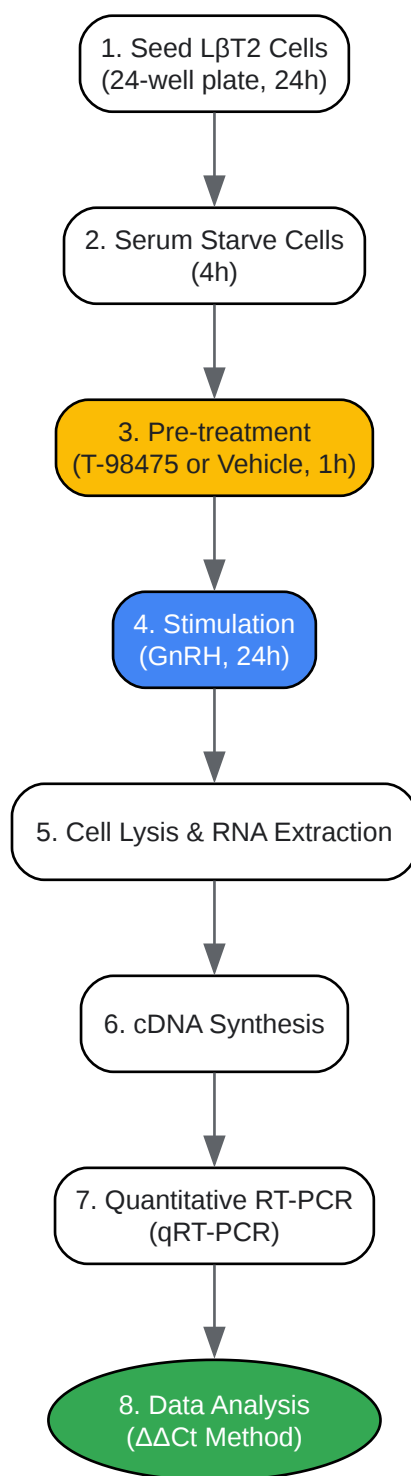 1. Seed LβT2 Cells
(24-well plate, 24h)
2. Serum Starve Cells
(4h)
3. Pre-treatment
(T-98475 or Vehicle, 1h)
4. Stimulation
(GnRH, 24h)
5. Cell Lysis & RNA Extraction
6. cDNA Synthesis
7. Quantitative RT-PCR
(qRT-PCR)
8. Data Analysis
(ΔΔCt Method)